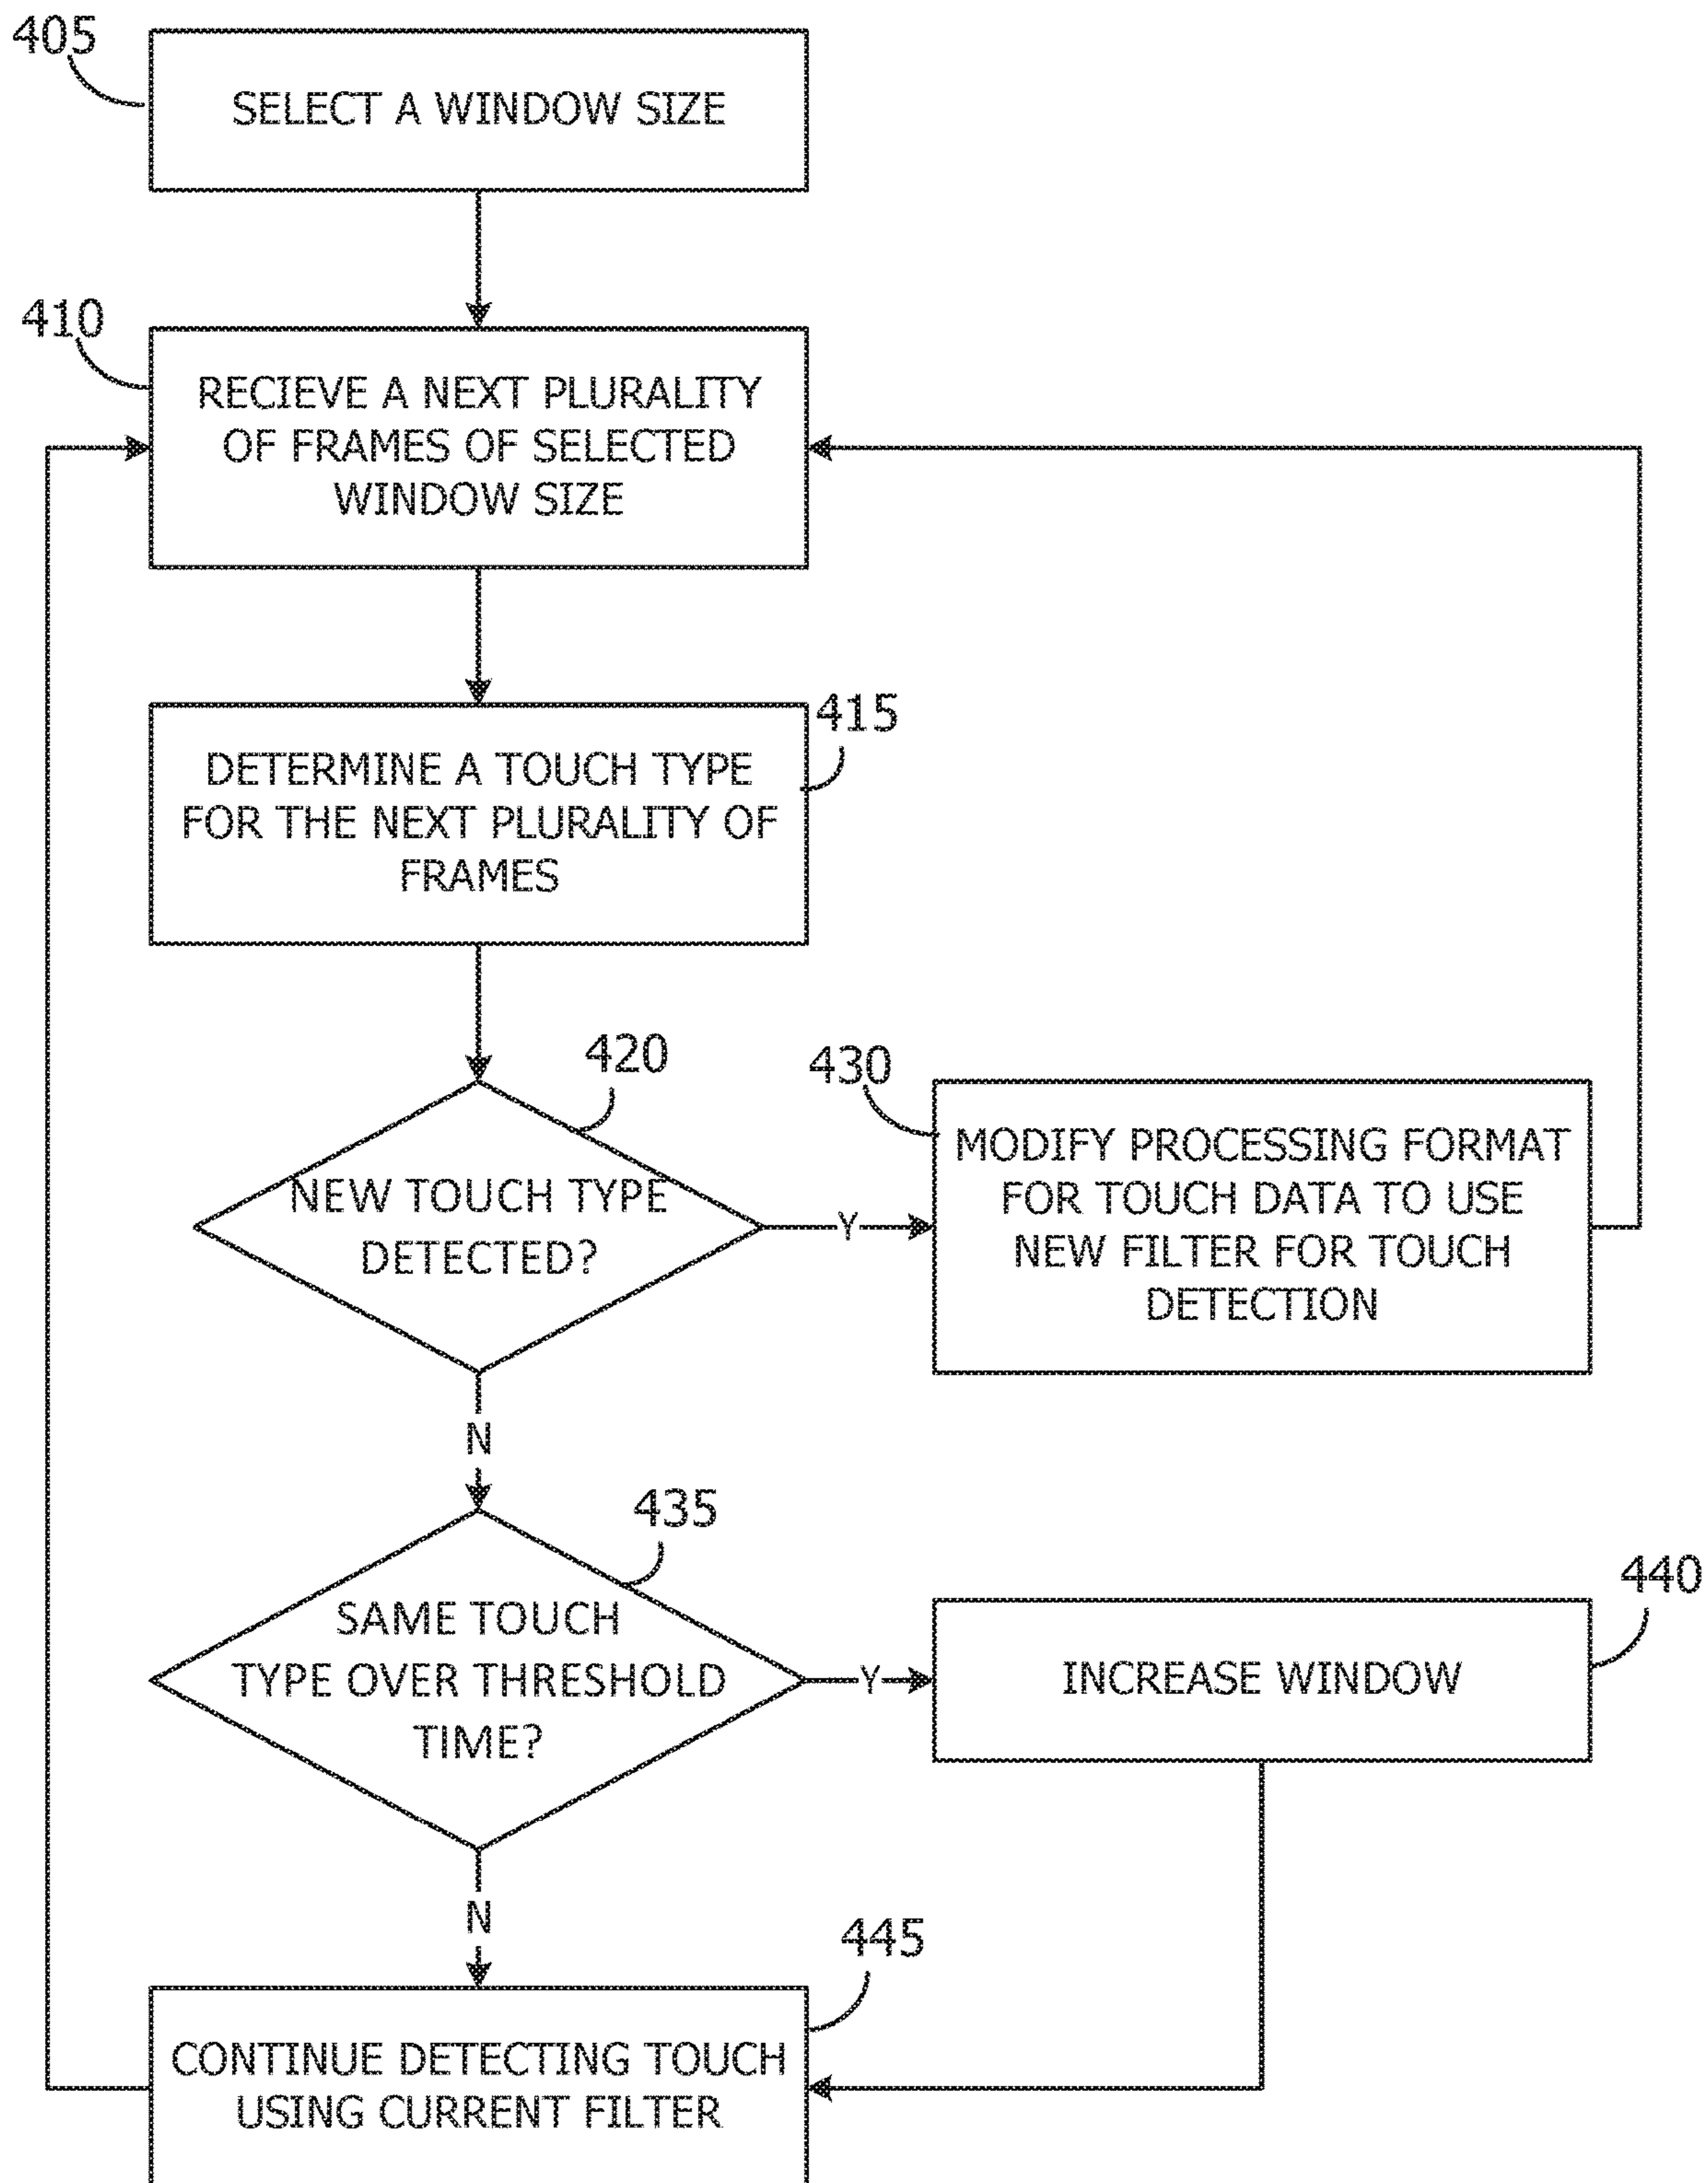 405
SELECT A WINDOW SIZE
410
RECIEVE A NEXT PLURALITY
OF FRAMES OF SELECTED
WINDOW SIZE
415
DETERMINE A TOUCH TYPE
FOR THE NEXT PLURALITY OF
FRAMES
420
NEW TOUCH TYPE
DETECTED?
Y
430
MODIFY PROCESSING FORMAT
FOR TOUCH DATA TO USE
NEW FILTER FOR TOUCH
DETECTION
N
435
SAME TOUCH
TYPE OVER THRESHOLD
TIME?
Y
440
INCREASE WINDOW
N
445
CONTINUE DETECTING TOUCH
USING CURRENT FILTER